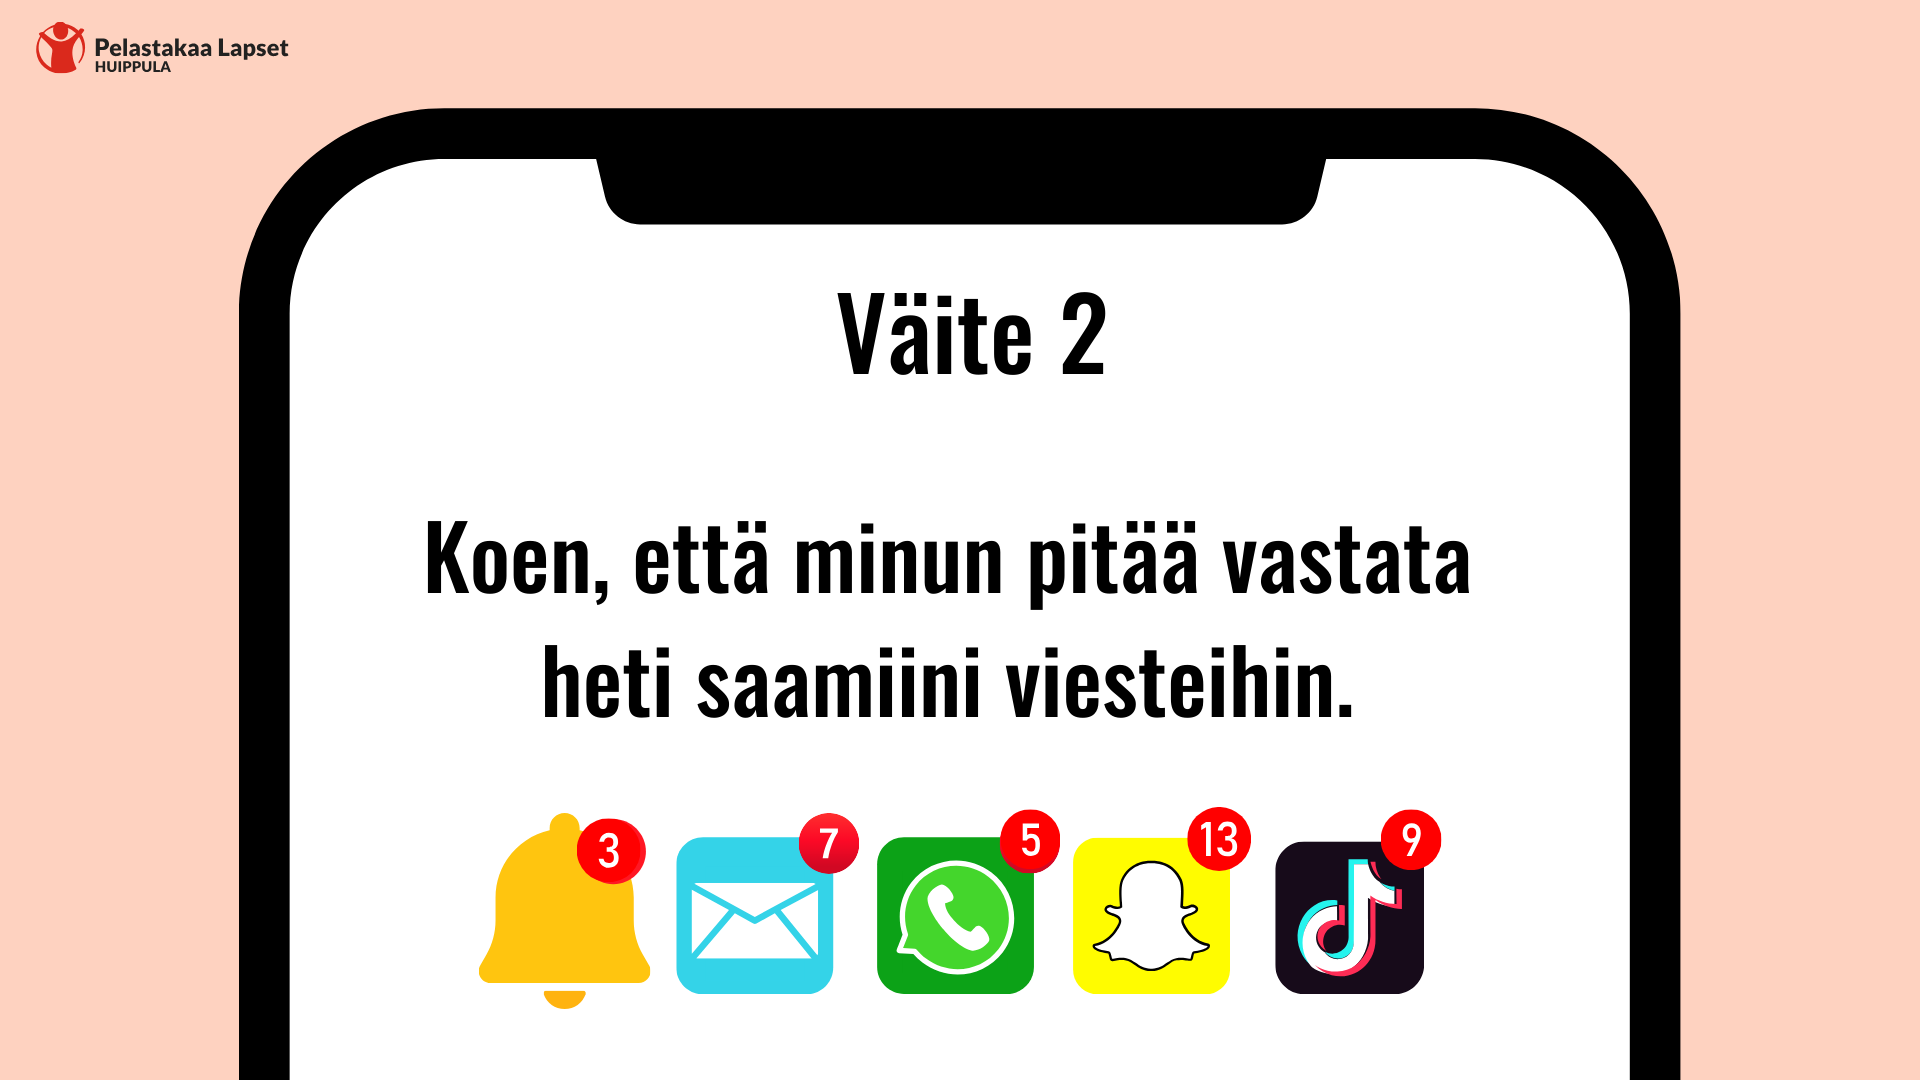 Pelastakaa Lapset
HUIPPULA
Väite 2
Koen, että minun pitää vastata
heti saamiini viesteihin.
3
7
5
13
9